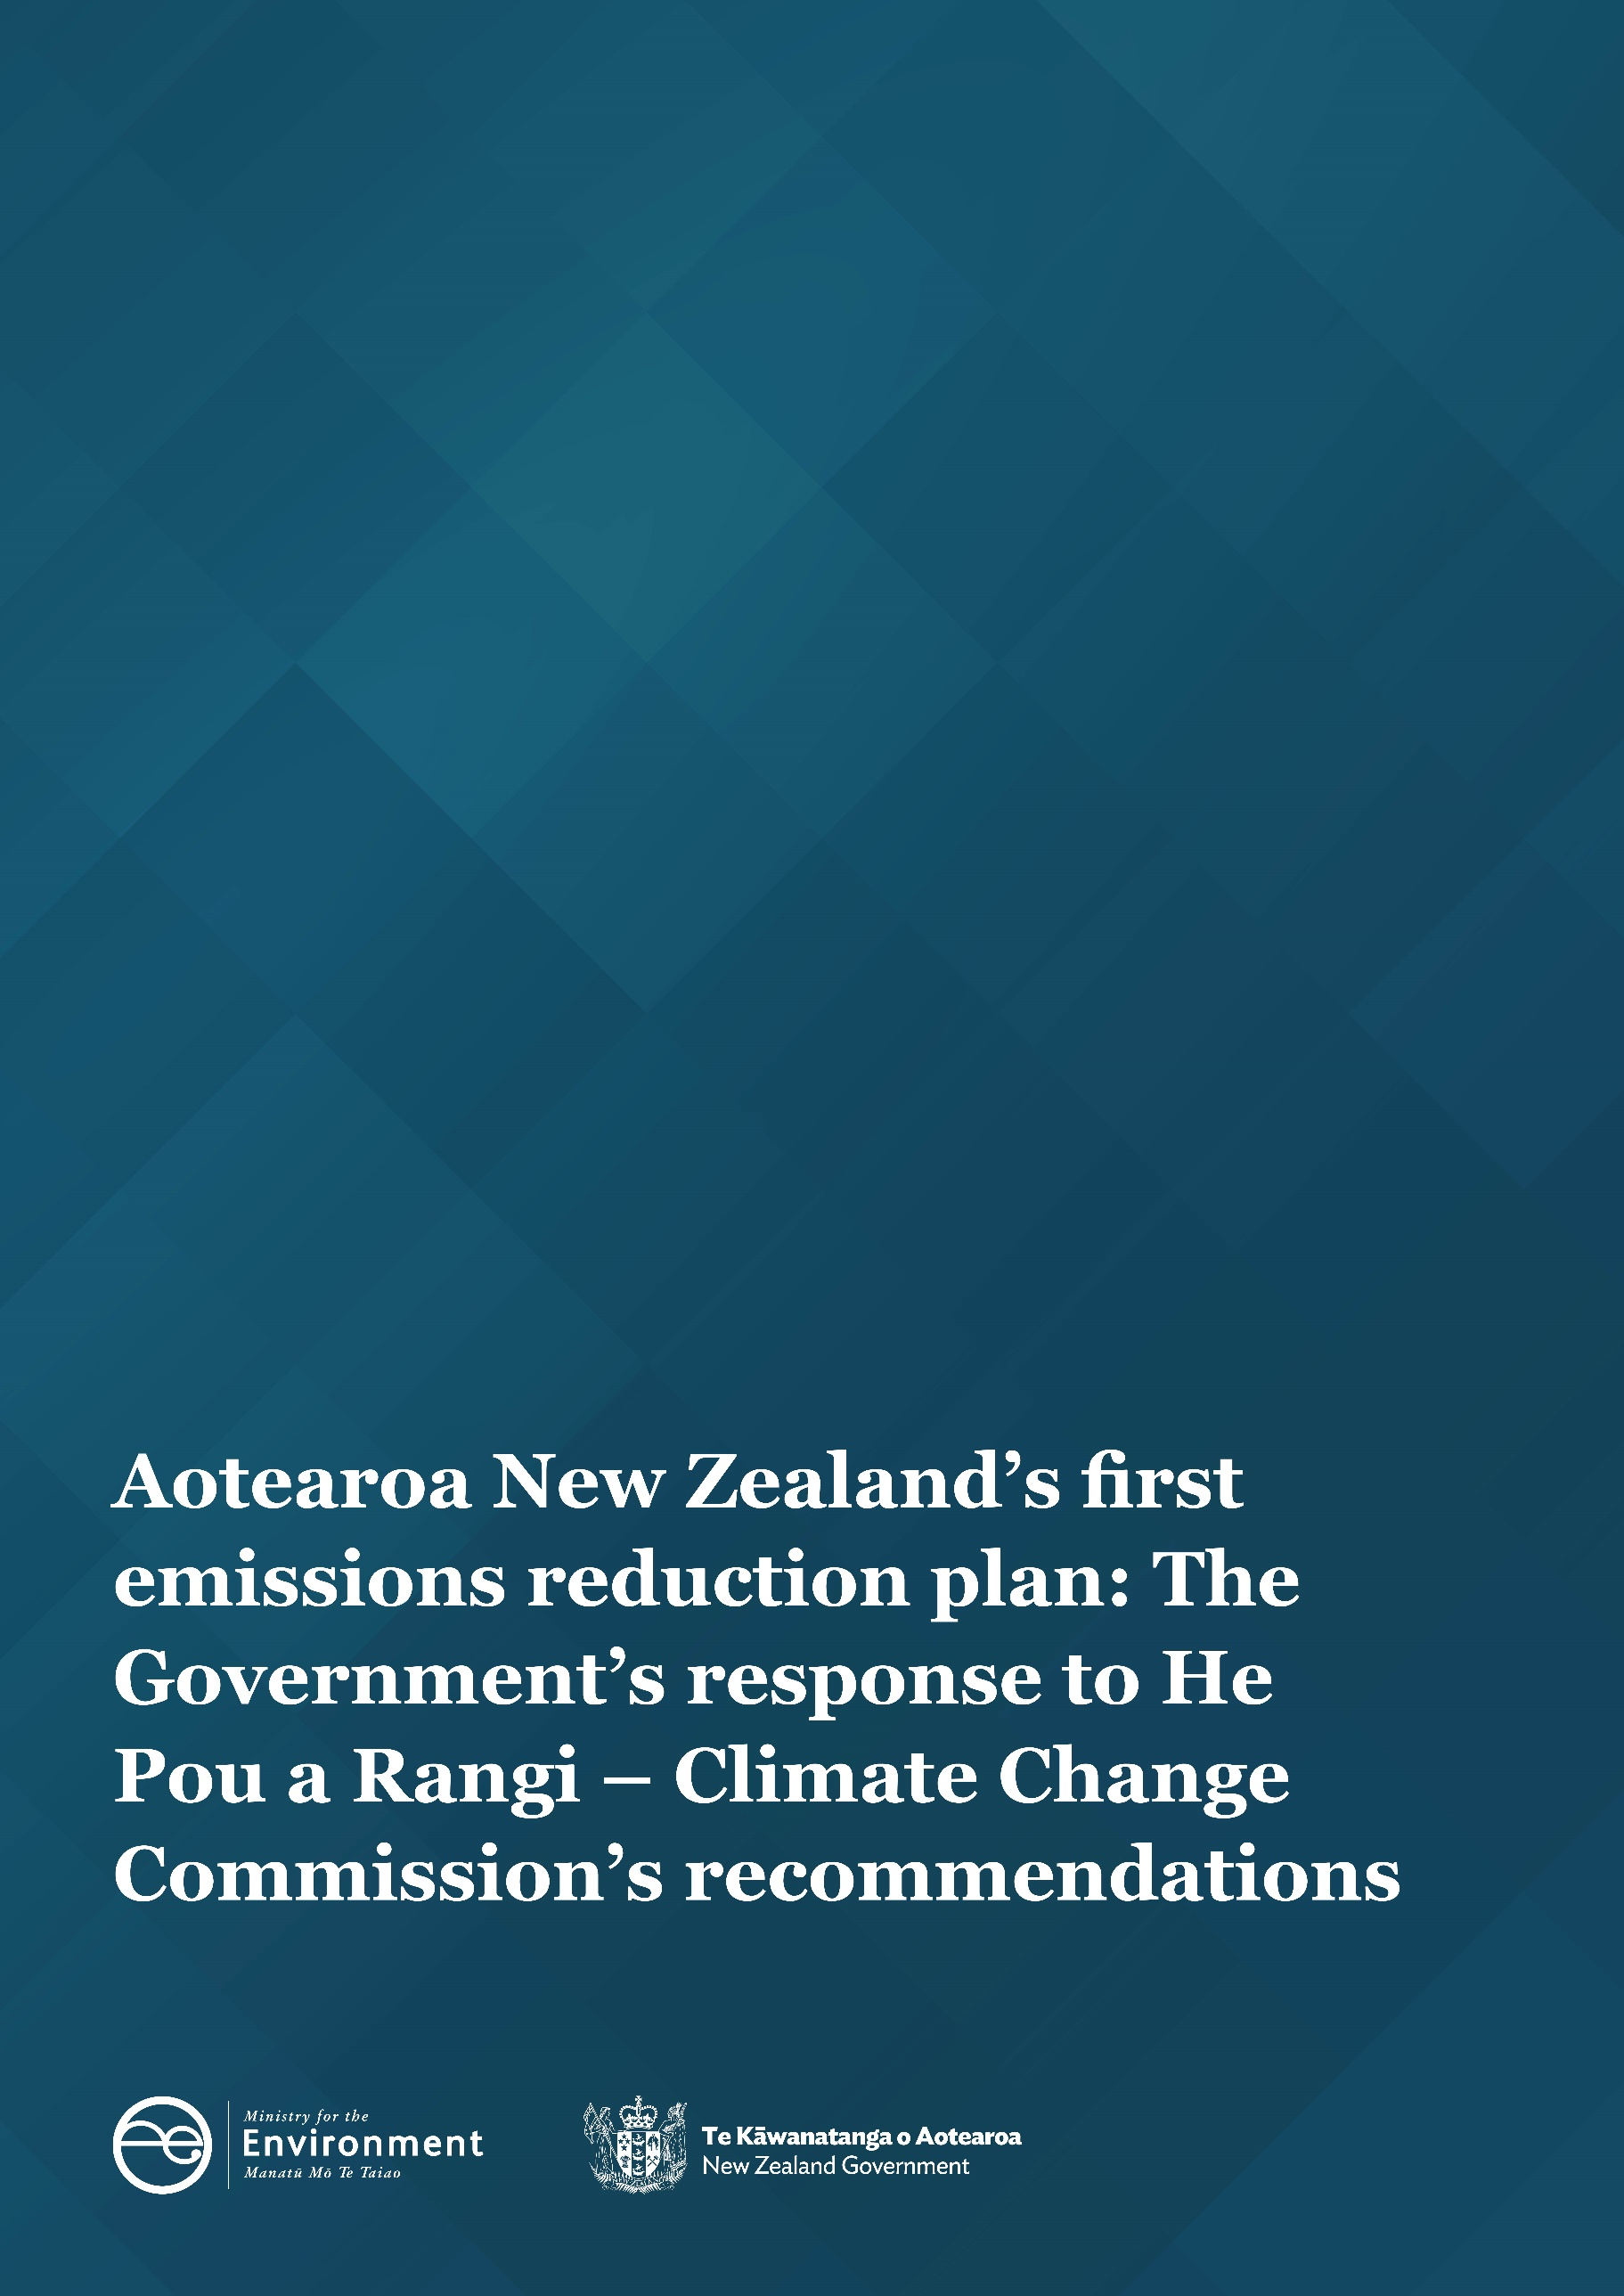 Aotearoa New Zealand’s first
emissions reduction plan: The
Government’s response to He
Pou a Rangi – Climate Change
Commission’s recommendations
Ministry for the
Environment
Manatū Mō Te Taiao
Te Kāwanatanga o Aotearoa
New Zealand Government